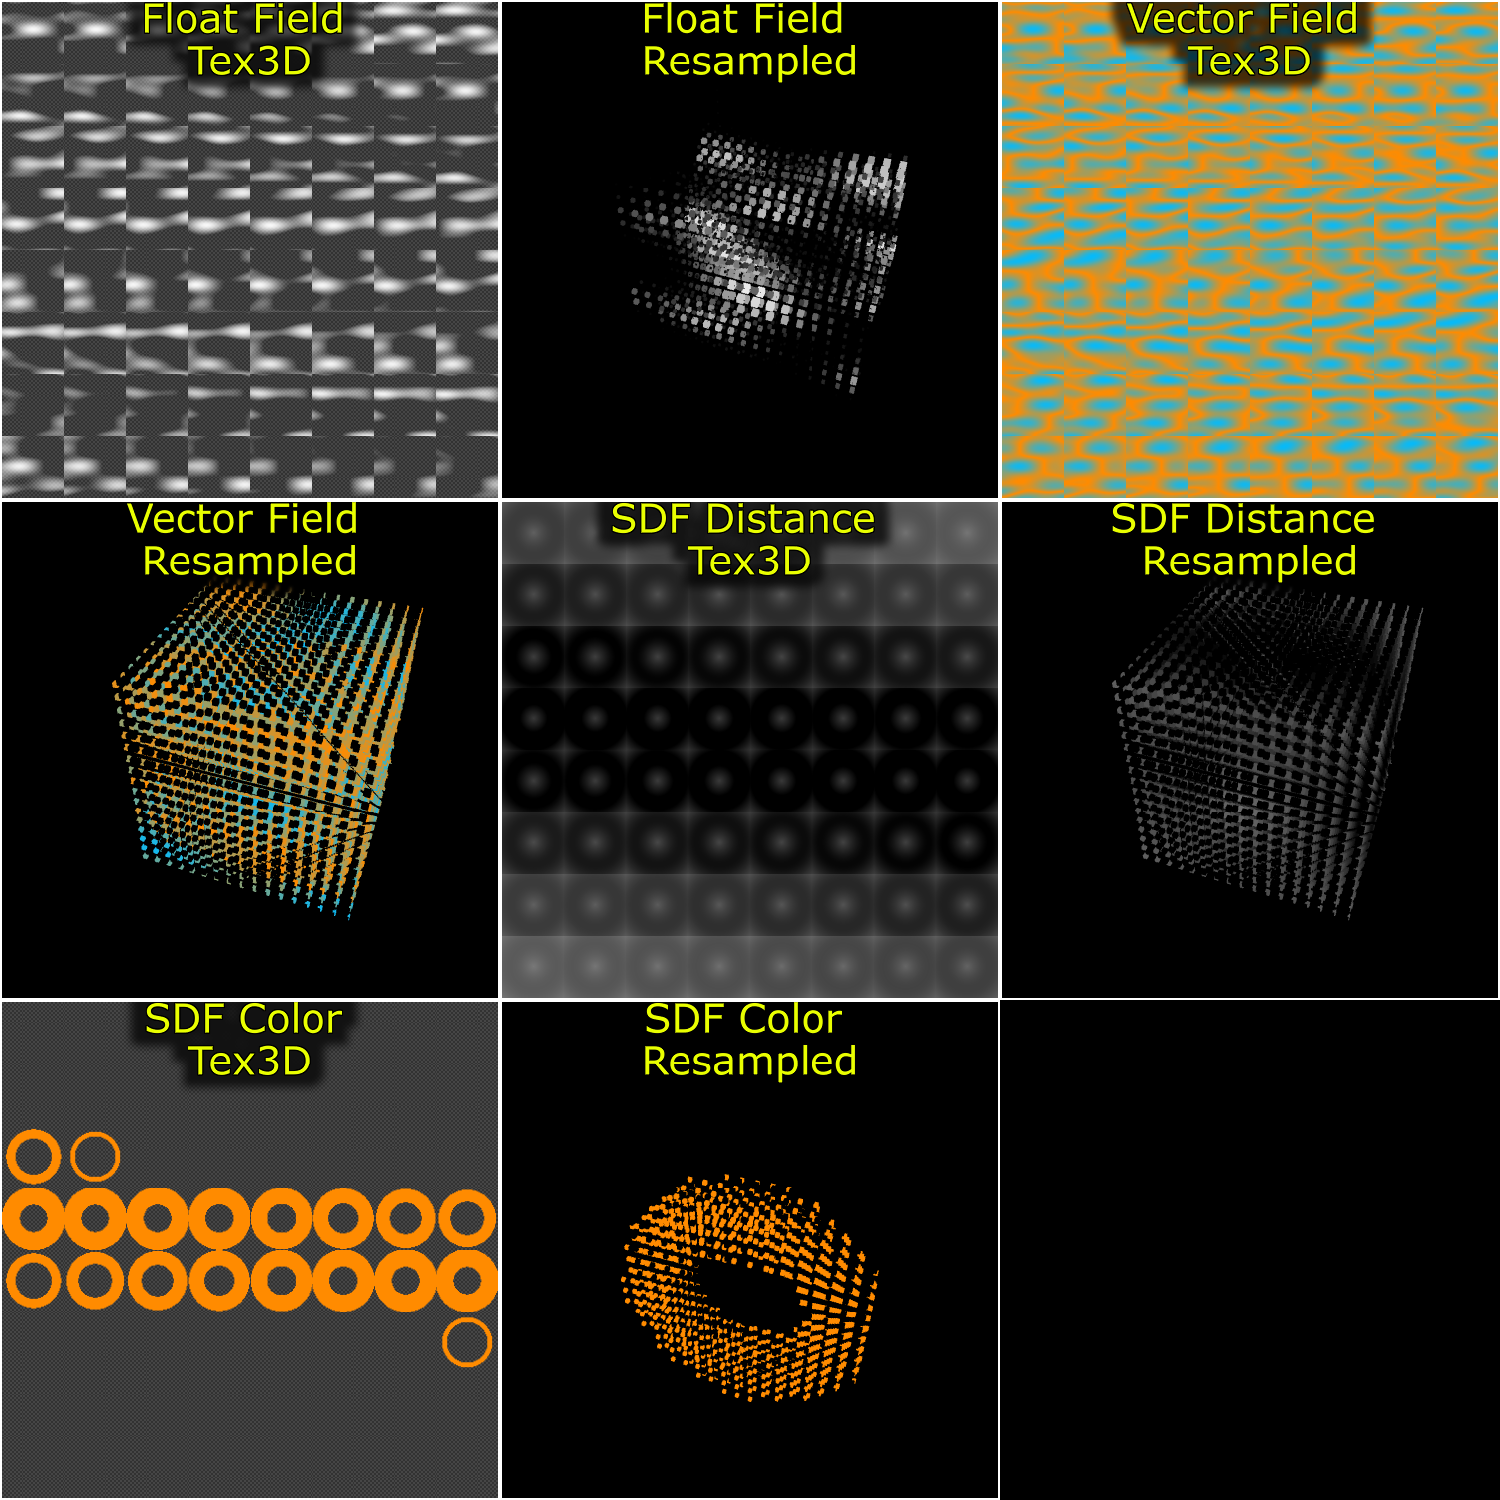 Float Field
Tex3D
Float Field
Resampled
Vector Field
Tex3D
Vector Field
Resampled
SDF Distance
Tex3D
SDF Distance
Resampled
SDF Color
Tex3D
SDF Color
Resampled